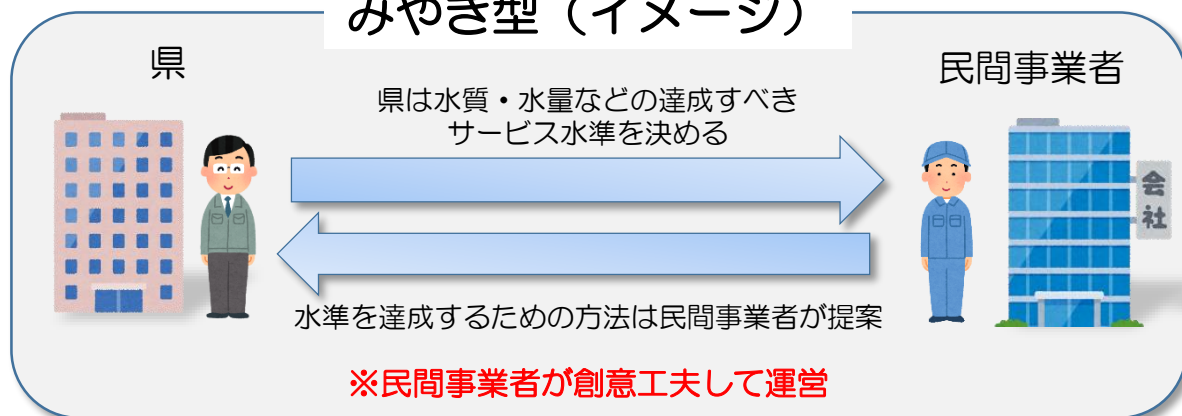 みやぎ型（イメージ）
県
民間事業者
県は水質・水量などの達成すべき
サービス水準を決める
会社
水準を達成するための方法は民間事業者が提案
※民間事業者が創意工夫して運営